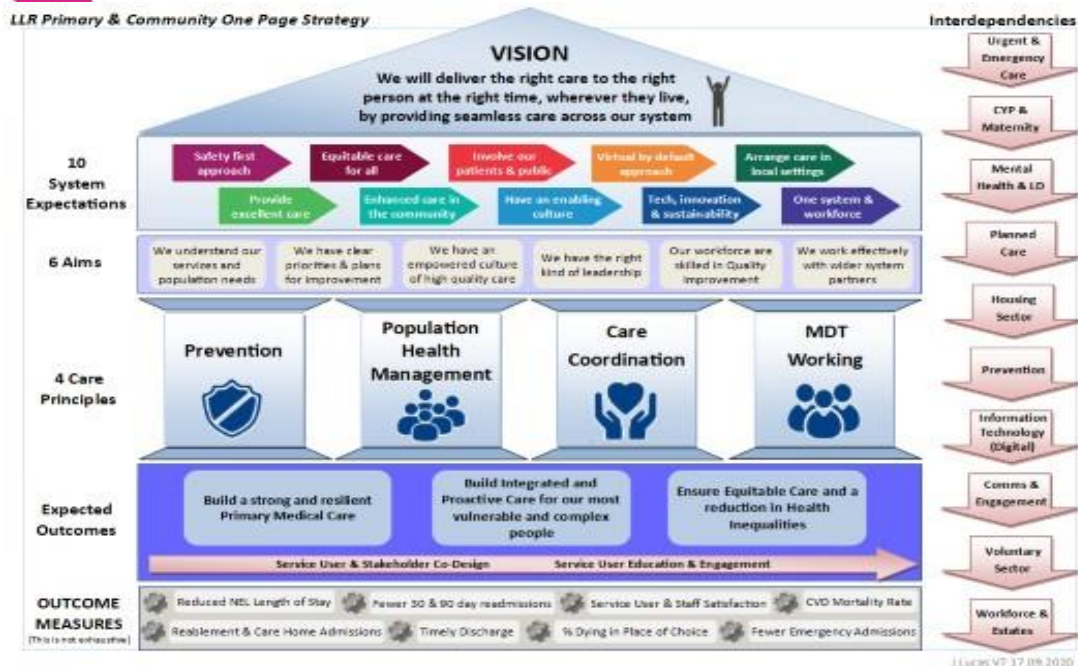 LLR Primary & Community One Page Strategy
Interdependencies
VISION
We will deliver the right care to the right
person at the right time, wherever they live,
by providing seamless care across our system
10
System
Expectations
Safety first
approach
Equitable care
for all
Involve our
patients & public
Virtual by default
approach
Arrange care in
local settings
Provide
excellent care
Enhanced care in
the community
Have an enabling
culture
Tech, innovation
& sustainability
One system &
workforce
6 Aims
We understand our
services and
population needs
We have clear
priorities & plans
for improvement
We have an
empowered culture
of high quality care
We have the right
kind of leadership
Our workforce are
skilled in Quality
Improvement
We work effectively
with wider system
partners
4 Care
Principles
Prevention
Population
Health
Management
Care
Coordination
MDT
Working
Expected
Outcomes
Build a strong and resilient
Primary Medical Care
Build Integrated and
Proactive Care for our most
vulnerable and complex
people
Ensure Equitable Care and a
reduction in Health
Inequalities
Service User & Stakeholder Co-Design
Service User Education & Engagement
OUTCOME
MEASURES
(This is not exhaustive)
Reduced NEL Length of Stay
Fewer 30 & 90 day readmissions
Service User & Staff Satisfaction
CVD Mortality Rate
Reablement & Care Home Admissions
Timely Discharge
% Dying in Place of Choice
Fewer Emergency Admissions
Urgent &
Emergency
Care
CYP &
Maternity
Mental
Health & LD
Planned
Care
Housing
Sector
Prevention
Information
Technology
(Digital)
Comms &
Engagement
Voluntary
Sector
Workforce &
Estates
J Lucas V7 17.09.2020